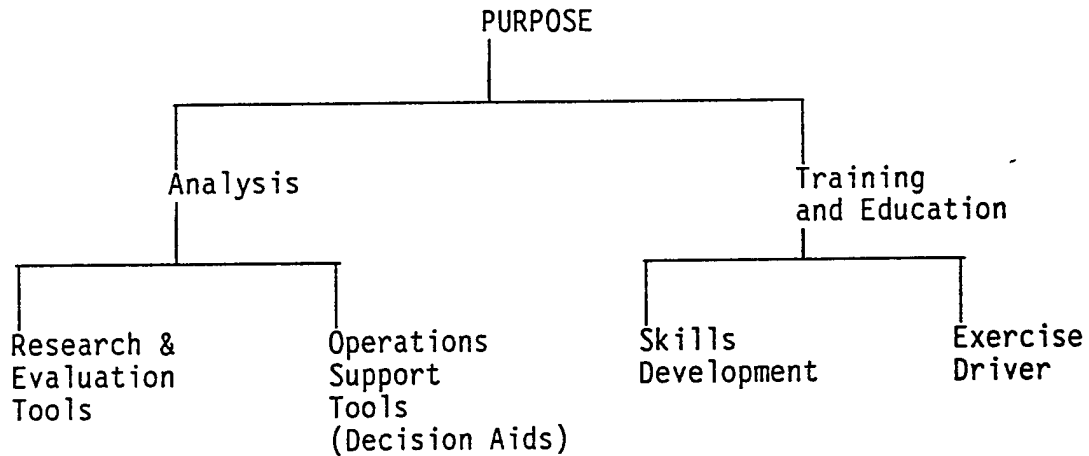 PURPOSE
Analysis
Training
and Education
Research &
Evaluation
Tools
Operations
Support
Tools
(Decision Aids)
Skills
Development
Exercise
Driver